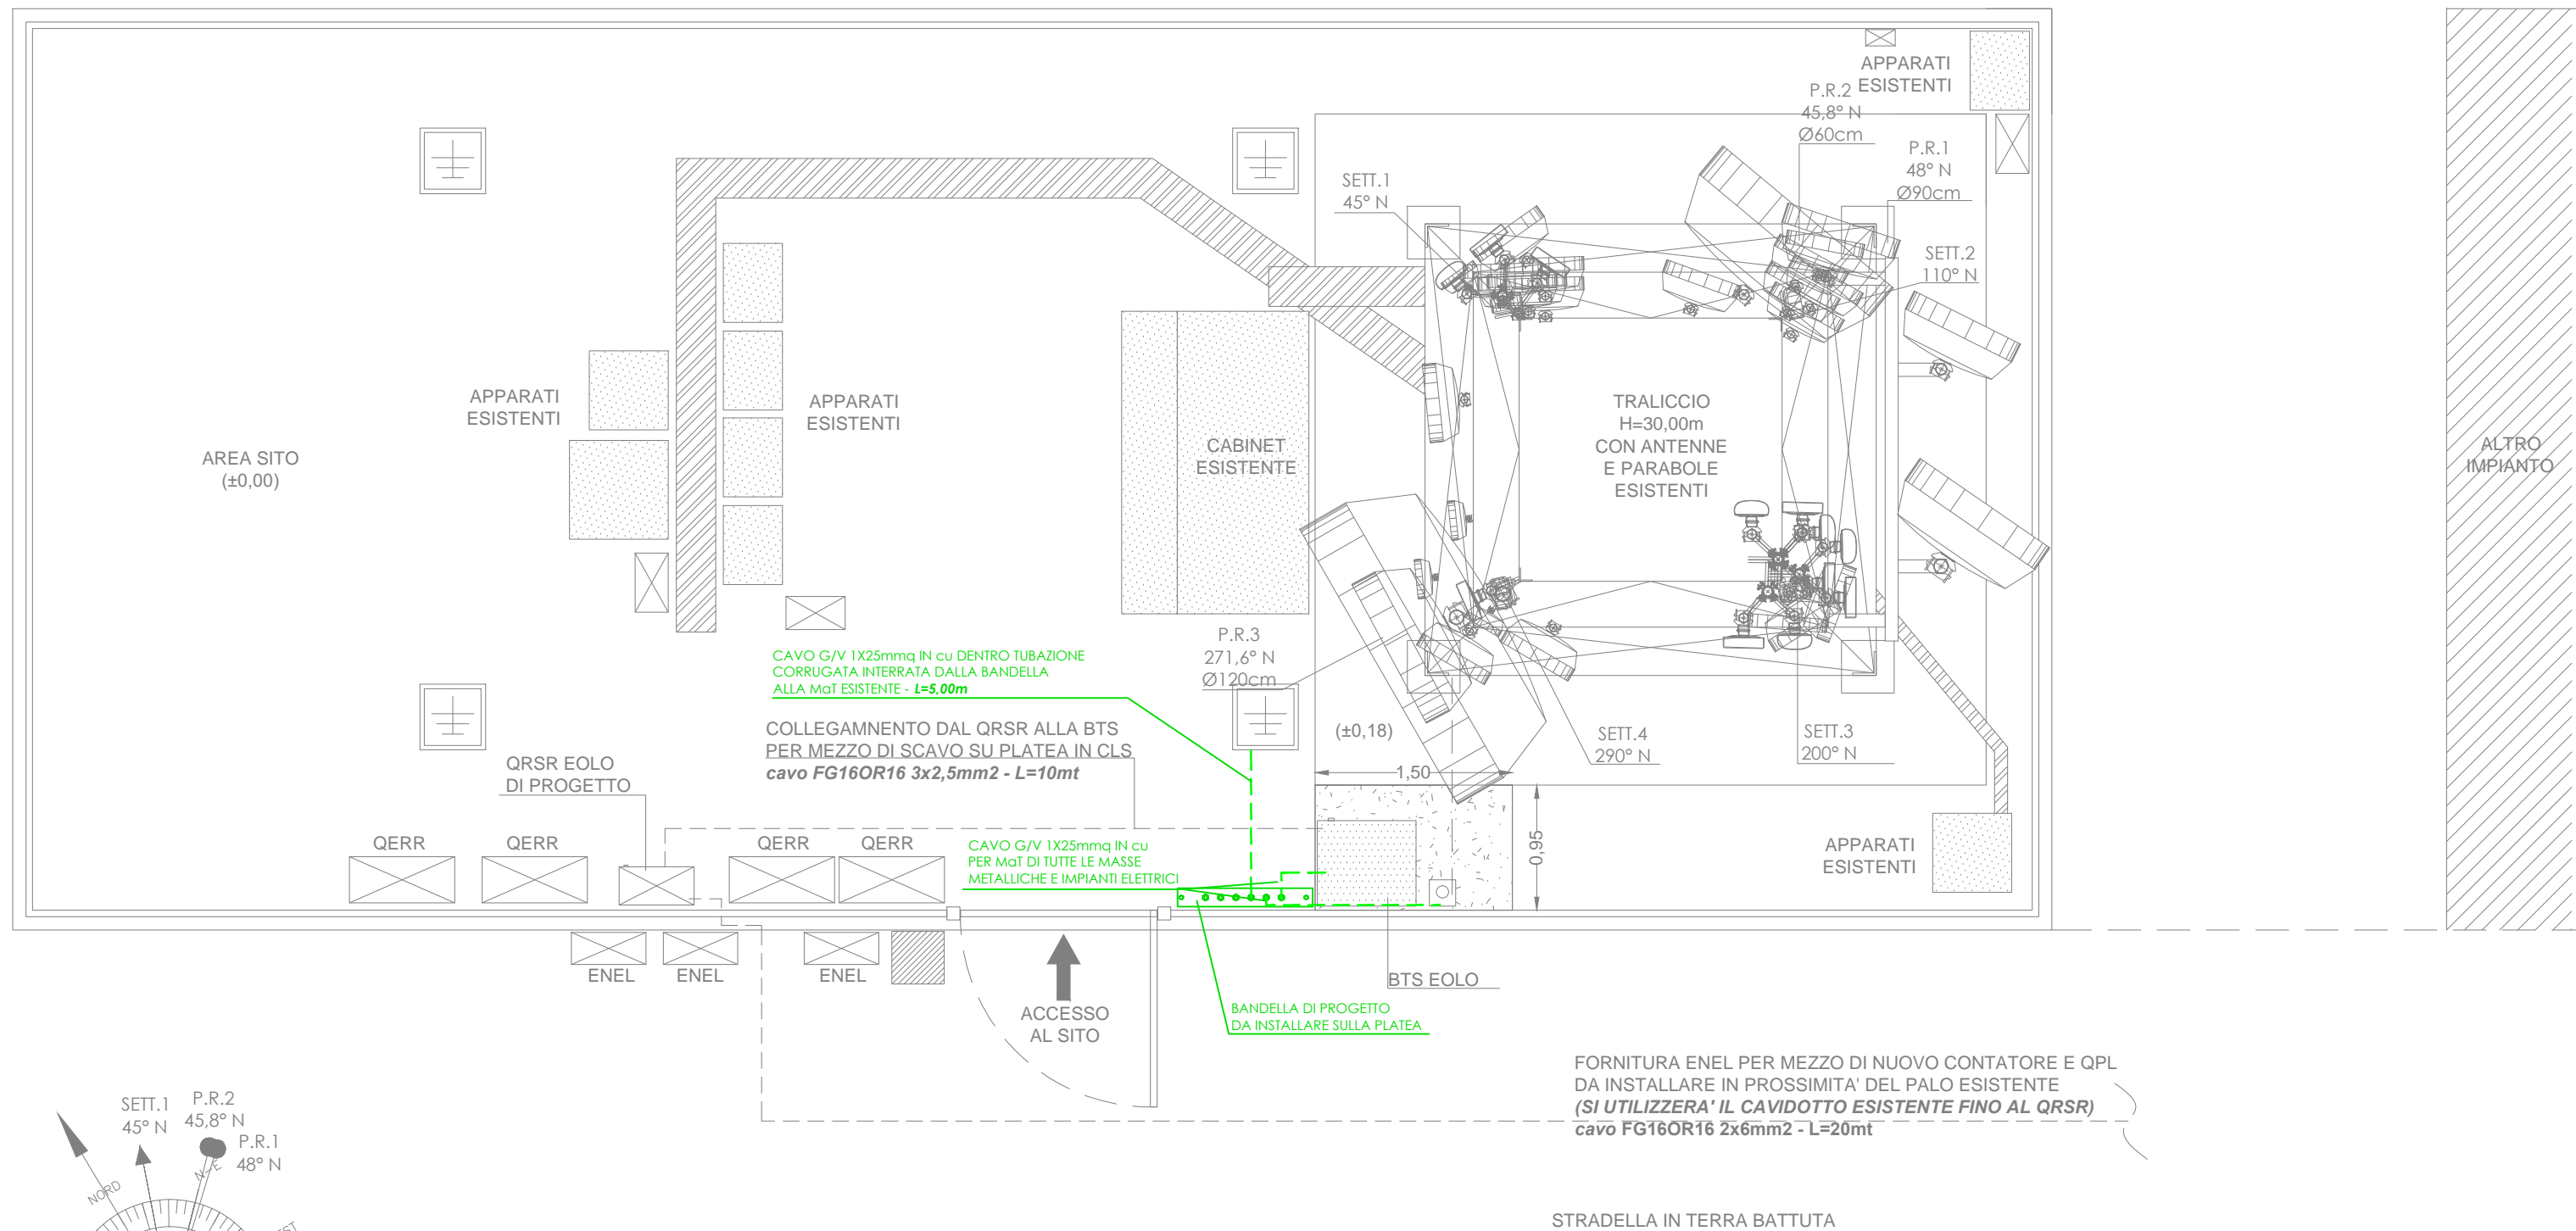 APPARATI
ESISTENTI
P.R.2
45,8° N
Ø60cm
P.R.1
48° N
Ø90cm
SETT.1
45° N
SETT.2
110° N
APPARATI
ESISTENTI
APPARATI
ESISTENTI
AREA SITO
(±0,00)
CABINET
ESISTENTE
TRALICCIO
H=30,00m
CON ANTENNE
E PARABOLE
ESISTENTI
ALTRO
IMPIANTO
P.R.3
271,6° N
Ø120cm
CAVO G/V 1X25mmq IN cu DENTRO TUBAZIONE
CORRUGATA INTERRATA DALLA BANDELLA
ALLA MaT ESISTENTE - L=5,00m
COLLEGAMNENTO DAL QRSR ALLA BTS
PER MEZZO DI SCAVO SU PLATEA IN CLS
cavo FG16OR16 3x2,5mm2 - L=10mt
(±0,18)
SETT.4
290° N
SETT.3
200° N
QRSR EOLO
DI PROGETTO
1,50
0,95
QERR
QERR
QERR
QERR
CAVO G/V 1X25mmq IN cu
PER MaT DI TUTTE LE MASSE
METALLICHE E IMPIANTI ELETTRICI
APPARATI
ESISTENTI
ENEL
ENEL
ENEL
ACCESSO
AL SITO
BTS EOLO
BANDELLA DI PROGETTO
DA INSTALLARE SULLA PLATEA
FORNITURA ENEL PER MEZZO DI NUOVO CONTATORE E QPL
DA INSTALLARE IN PROSSIMITA' DEL PALO ESISTENTE
(SI UTILIZZERA' IL CAVIDOTTO ESISTENTE FINO AL QRSR)
cavo FG16OR16 2x6mm2 - L=20mt
SETT.1
45° N
P.R.2
45,8° N
P.R.1
48° N
NORD
N-E
STRADELLA IN TERRA BATTUTA